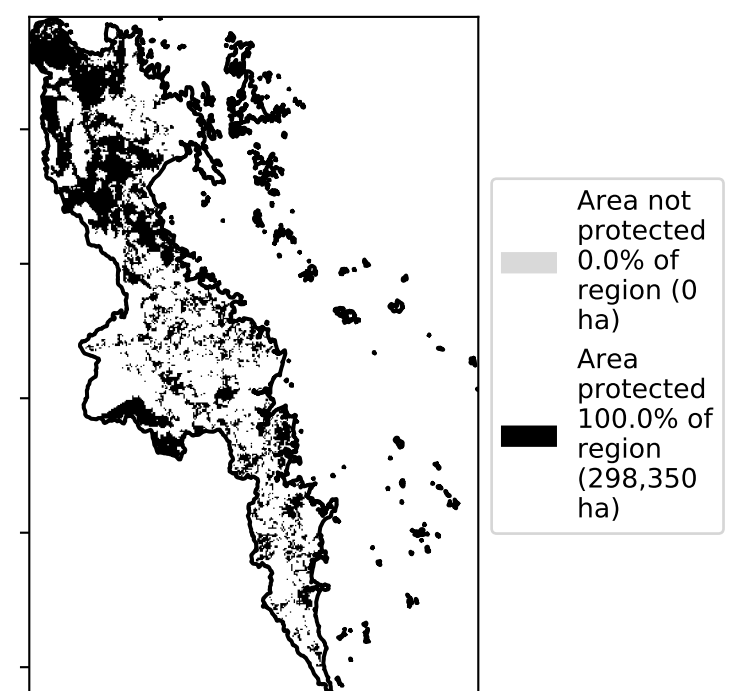 Area not
protected
0.0% of
region (0
ha)
Area
protected
100.0% of
region
(298,350
ha)